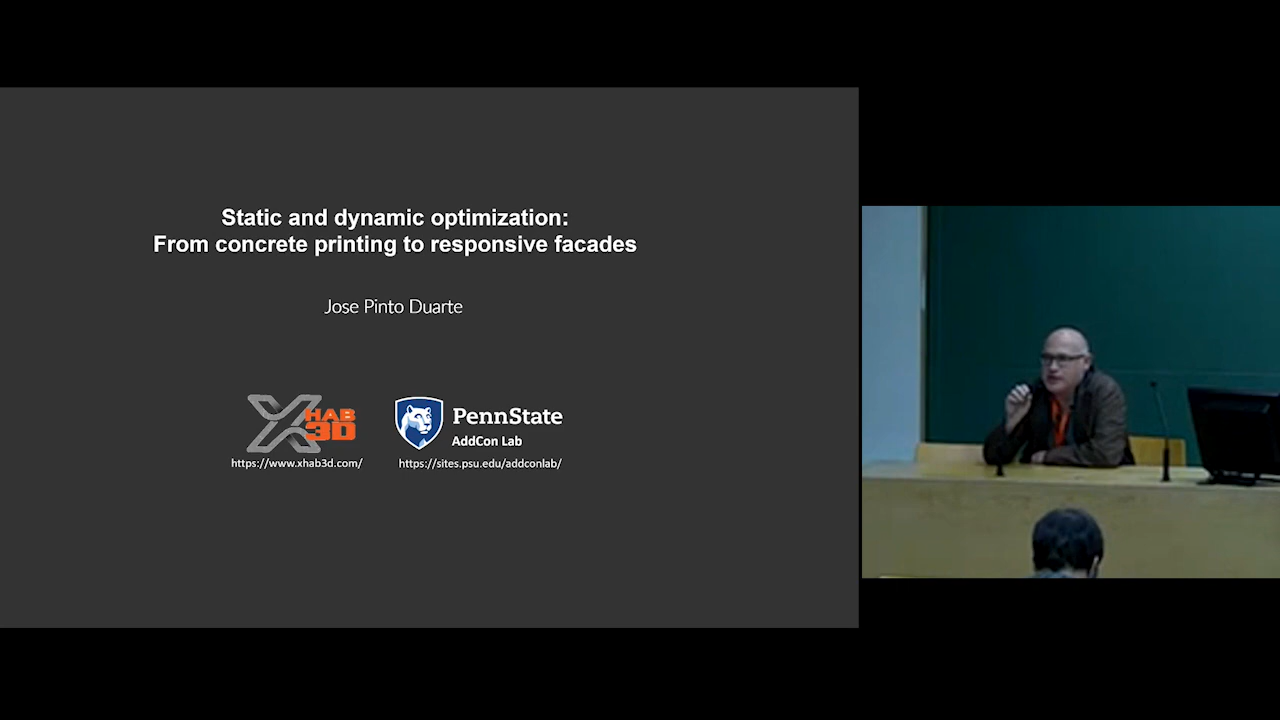 Static and dynamic optimization:
From concrete printing to responsive facades
Jose Pinto Duarte
XHAB
3D
PennState
AddCon Lab
https://www.xhab3d.com/
https://sites.psu.edu/addconlab/